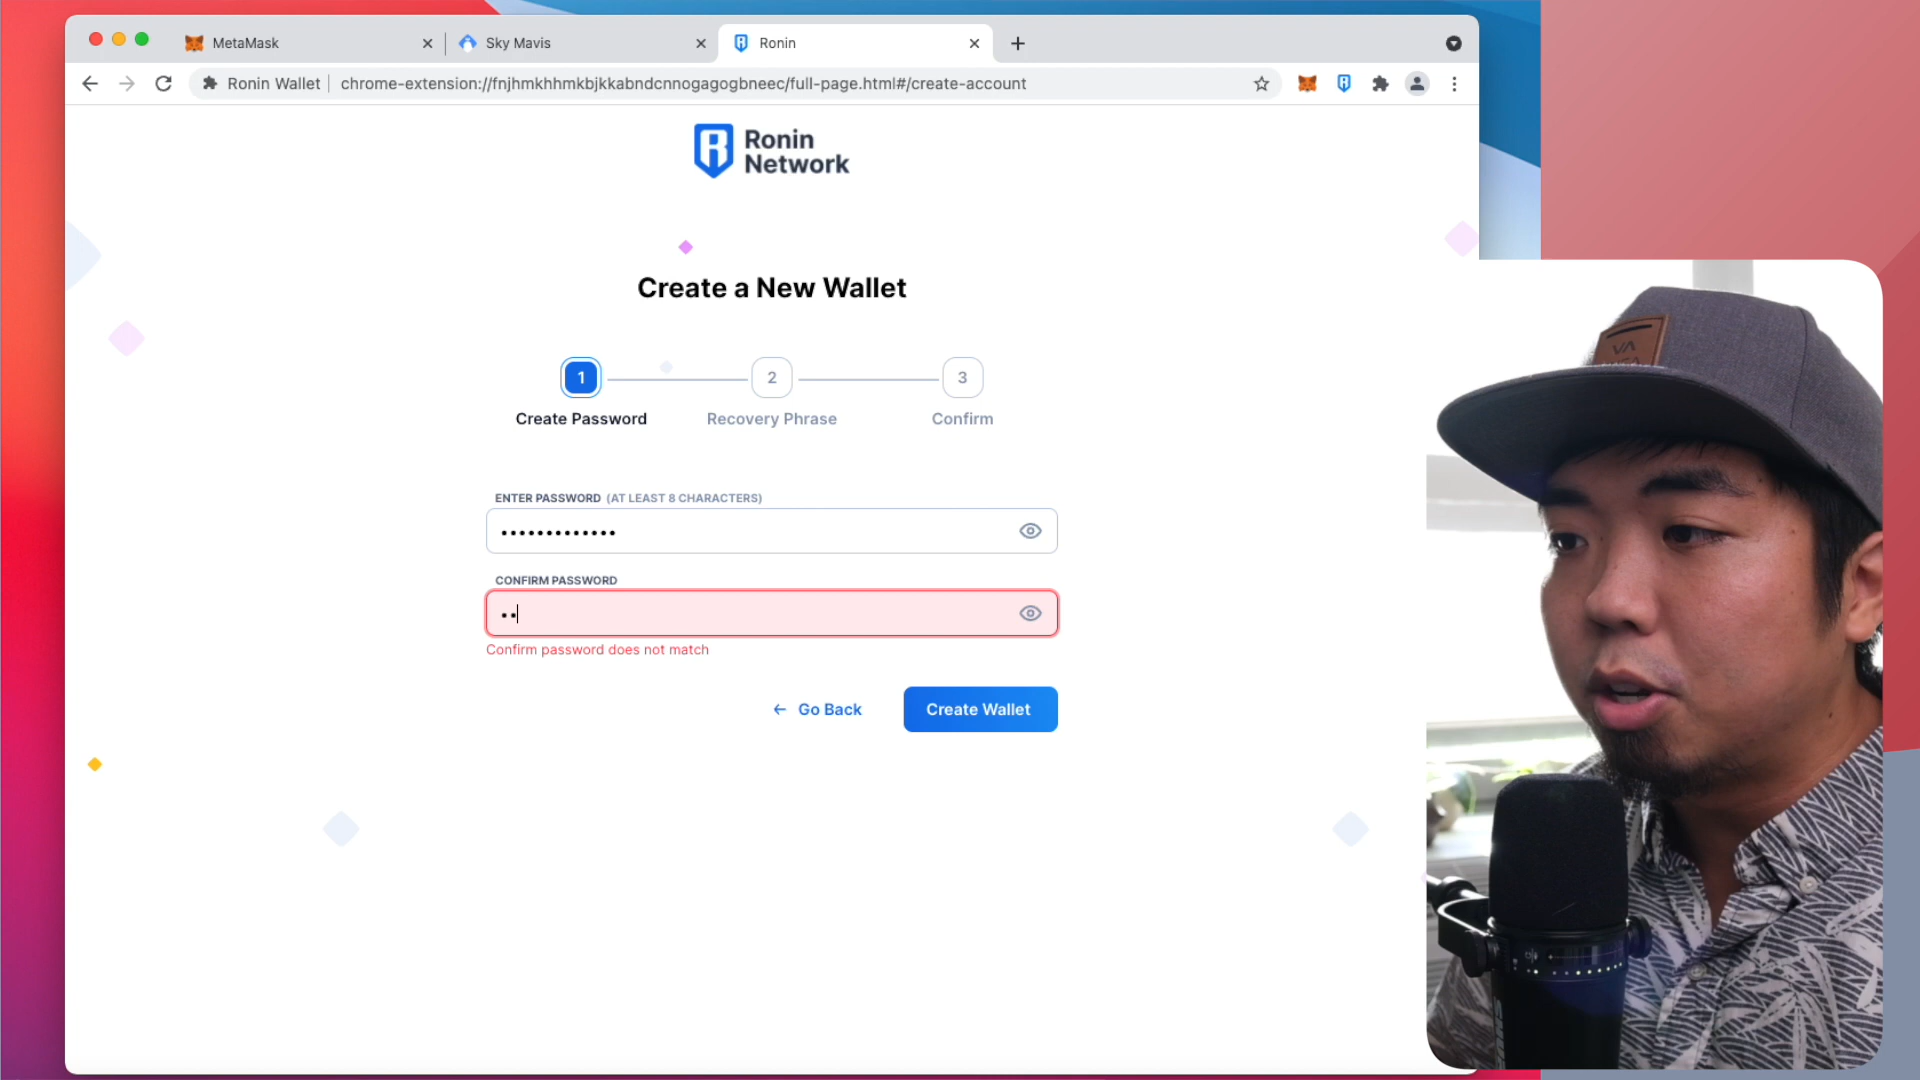 MetaMask
Sky Mavis
Ronin
Ronin Wallet
chrome-extension://fnjhmkhhmkbjkkabndcnnogagogbneec/full-page.html#/create-account
Ronin
Network
Create a New Wallet
1
2
3
Create Password
Recovery Phrase
Confirm
ENTER PASSWORD (AT LEAST 8 CHARACTERS)
•••••••••••••
CONFIRM PASSWORD
••
Confirm password does not match
← Go Back
Create Wallet
VA